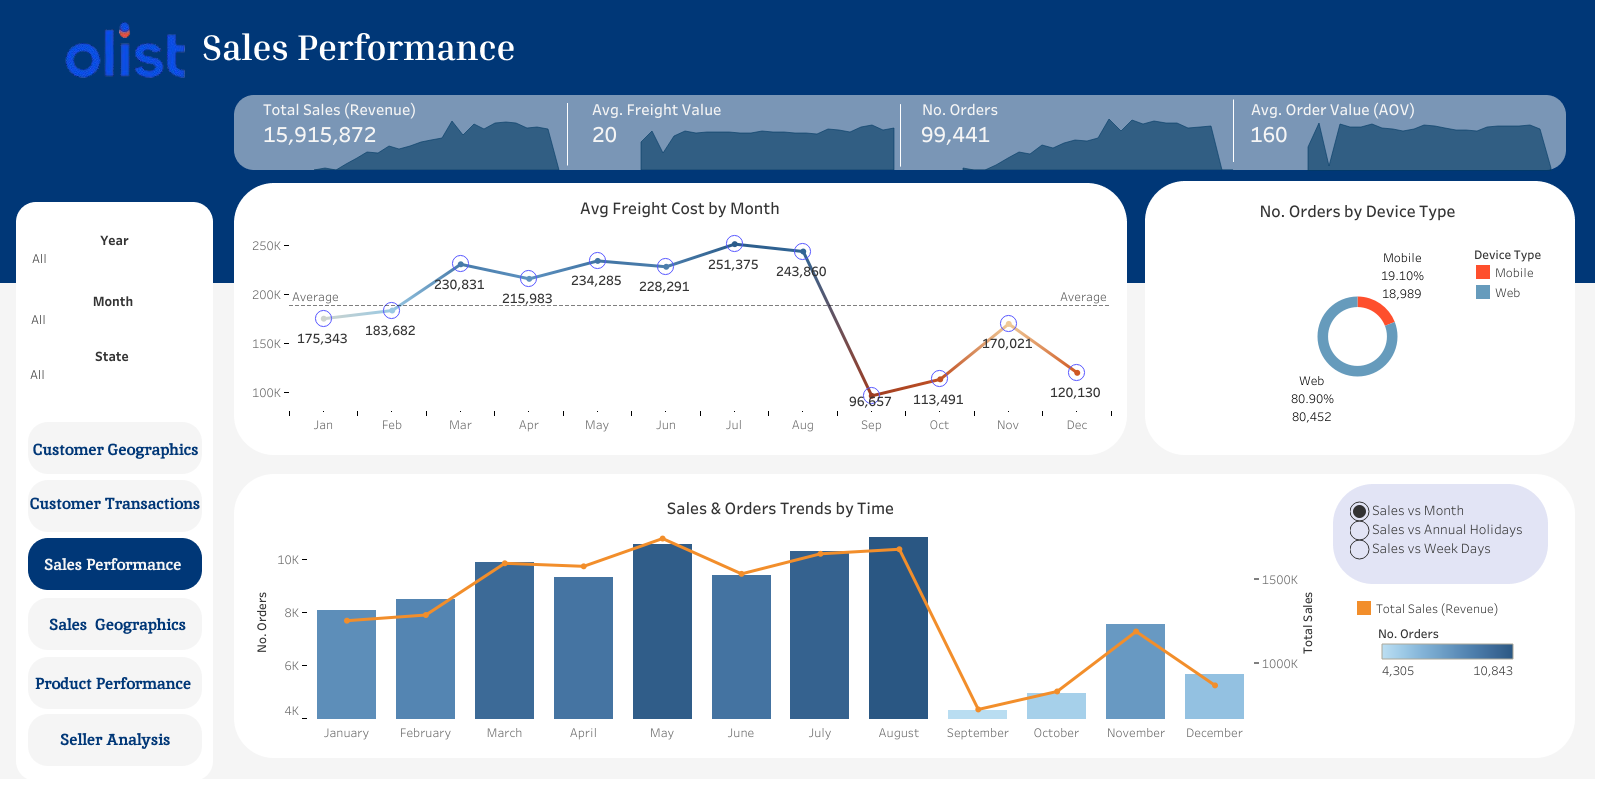 olist Sales Performance
Total Sales (Revenue)
15,915,872
Avg. Freight Value
20
No. Orders
99,441
Avg. Order Value (AOV)
160
Year
All
Month
All
State
All
Customer Geographics
Customer Transactions
Sales Performance
Sales Geographics
Product Performance
Seller Analysis
Avg Freight Cost by Month
250K
200K
150K
100K
Average
Average
175,343
183,682
230,831
215,983
234,285
228,291
251,375
243,860
96,657
113,491
170,021
120,130
Jan Feb Mar Apr May Jun Jul Aug Sep Oct Nov Dec
No. Orders by Device Type
Mobile
19.10%
18,989
Device Type
Mobile
Web
Web
80.90%
80,452
Sales & Orders Trends by Time
No. Orders
10K
8K
6K
4K
January February March April May June July August September October November December
1500K
1000K
Total Sales
Sales vs Month
Sales vs Annual Holidays
Sales vs Week Days
Total Sales (Revenue)
No. Orders
4,305 10,843